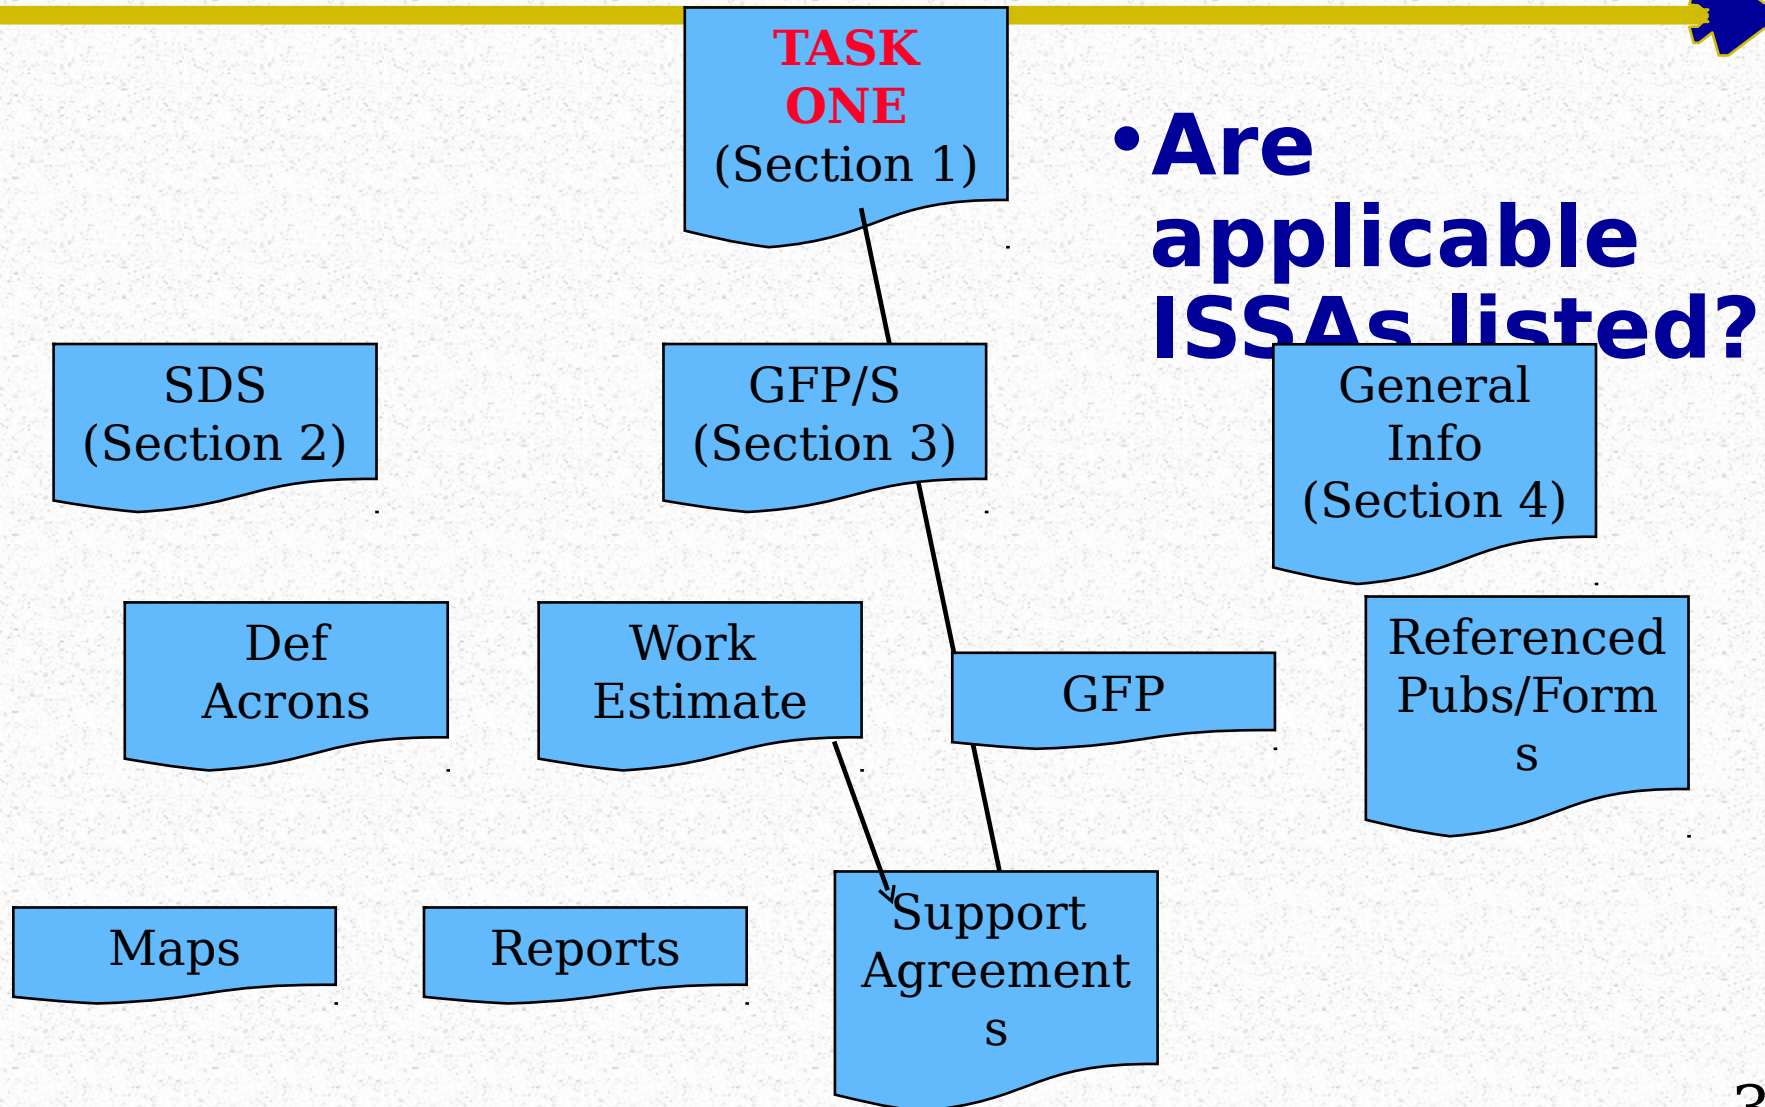 TASK
ONE
(Section 1)
•Are
applicable
ISSAs listed?
SDS
(Section 2)
GFP/S
(Section 3)
General
Info
(Section 4)
Def
Acrons
Work
Estimate
GFP
Referenced
Pubs/Form
s
Maps
Reports
Support
Agreement
s
3